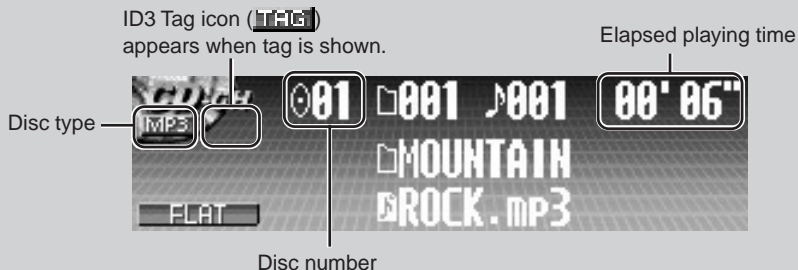 ID3 Tag icon (TAG)
appears when tag is shown.
Elapsed playing time
Disc type
MP3
01 001 001 00' 06"
MOUNTAIN
ROCK.mp3
FLAT
Disc number